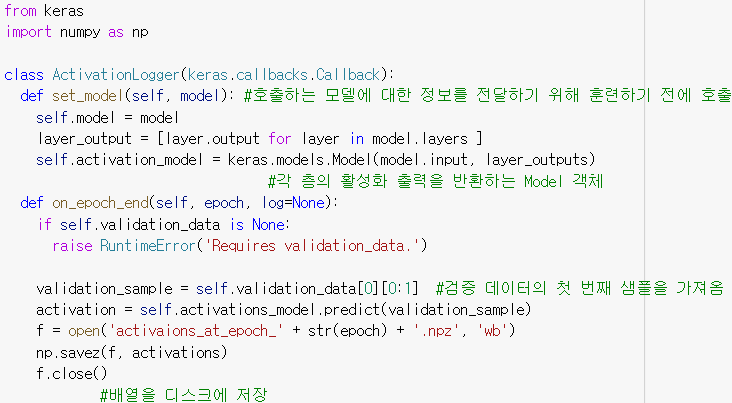 from keras
import numpy as np

class ActivationLogger(keras.callbacks.Callback):
  def set_model(self, model): #호출하는 모델에 대한 정보를 전달하기 위해 훈련하기 전에 호출
    self.model = model
    layer_output = [layer.output for layer in model.layers ]
    self.activation_model = keras.models.Model(model.input, layer_outputs)
                                #각 층의 활성화 출력을 반환하는 Model 객체
  def on_epoch_end(self, epoch, log=None):
    if self.validation_data is None:
      raise RuntimeError('Requires validation_data.')

    validation_sample = self.validation_data[0][0:1]  #검증 데이터의 첫 번째 샘플을 가져옴
    activation = self.activations_model.predict(validation_sample)
    f = open('activaions_at_epoch_' + str(epoch) + '.npz', 'wb')
    np.savez(f, activations)
    f.close()
            #배열을 디스크에 저장